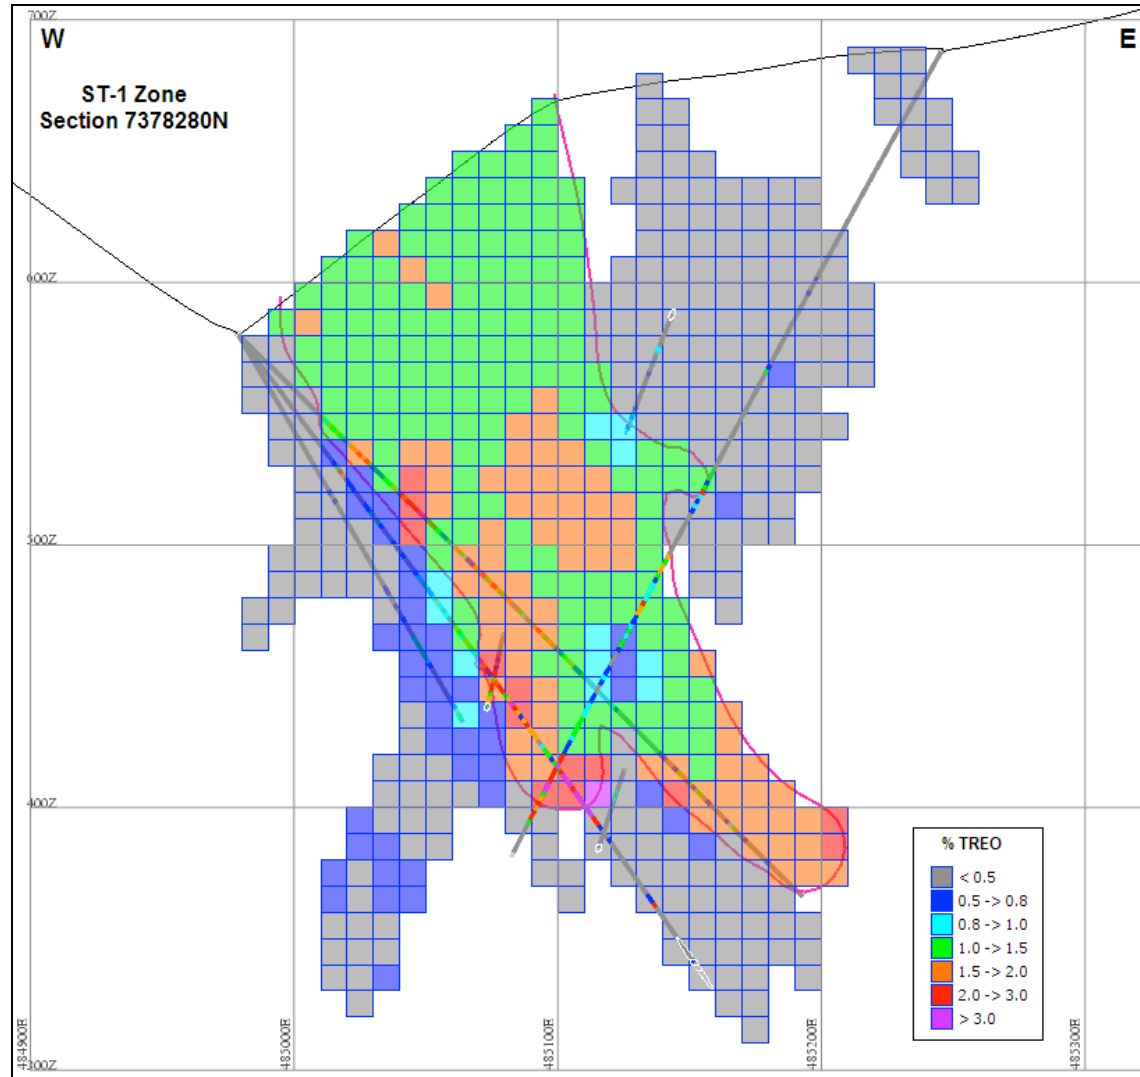 700Z
W
E
ST-1 Zone
Section 7378280N
600Z
500Z
400Z
% TREO
< 0.5
0.5 -> 0.8
0.8 -> 1.0
1.0 -> 1.5
1.5 -> 2.0
2.0 -> 3.0
> 3.0
300Z
484900E
485000E
485100E
485200E
485300E